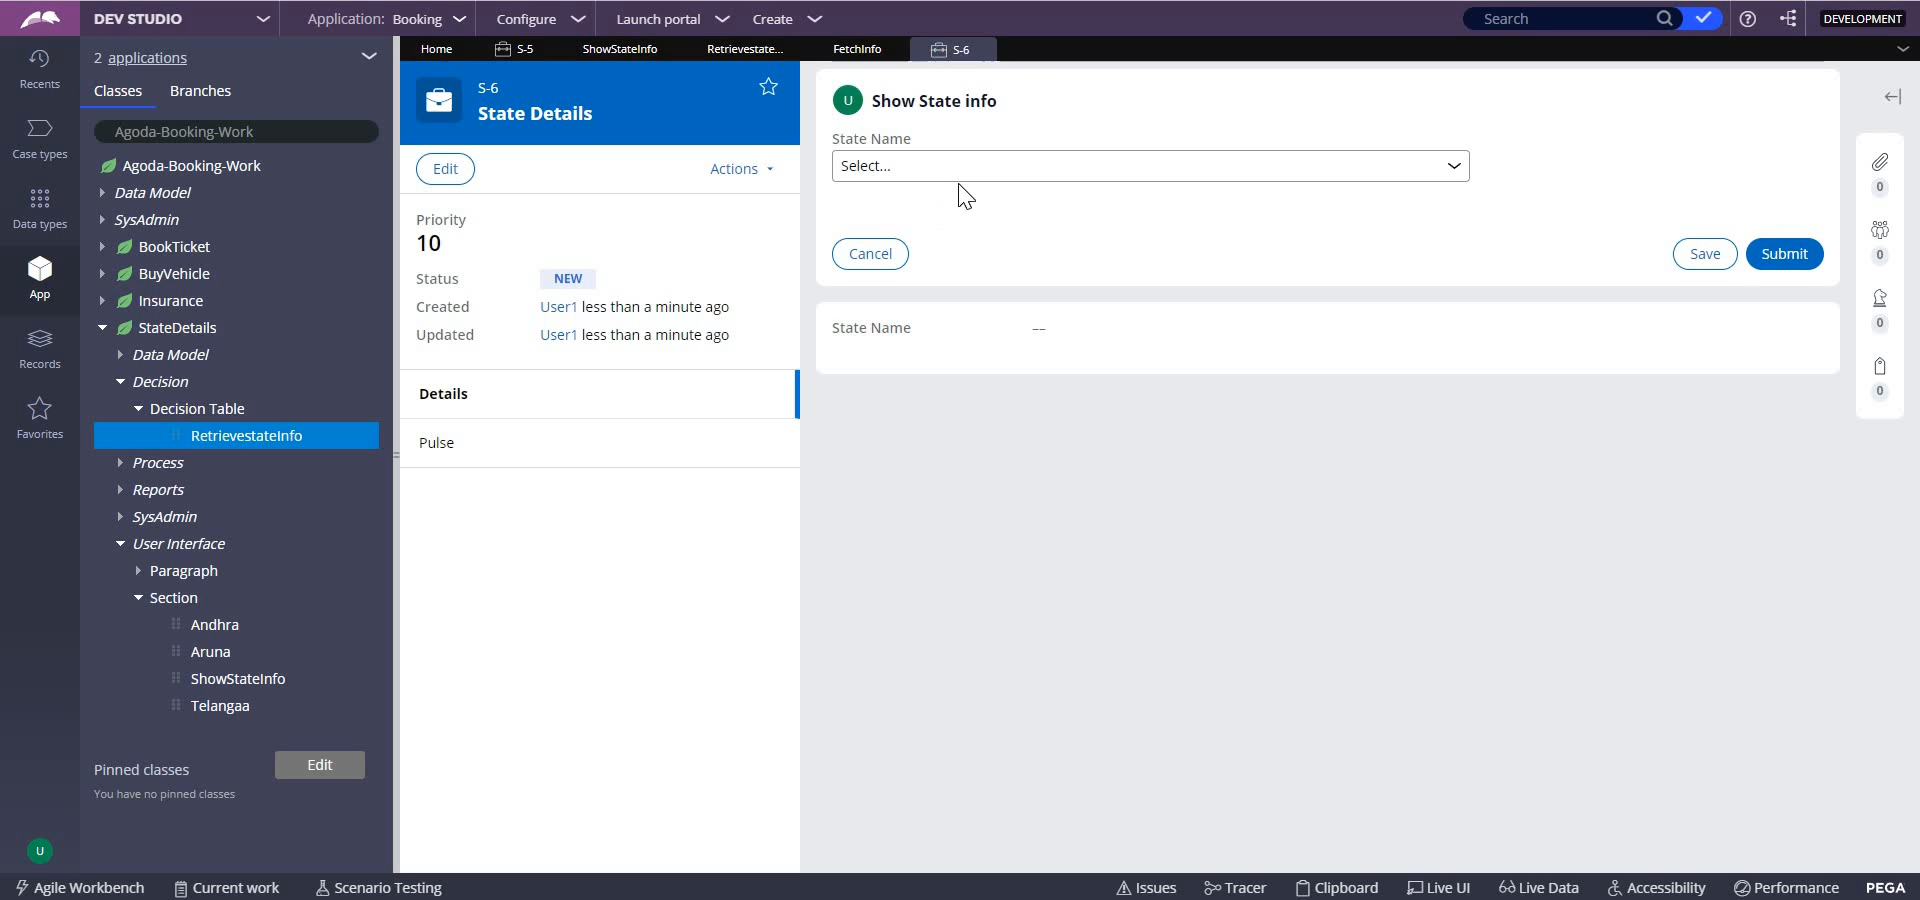 DEV STUDIO
Application: Booking
Configure
Launch portal
Create
Search
DEVELOPMENT
Recents
Case types
Data types
App
Records
Favorites
U
2 applications
Classes
Branches
Agoda-Booking-Work
Agoda-Booking-Work
Data Model
SysAdmin
BookTicket
BuyVehicle
Insurance
StateDetails
Data Model
Decision
Decision Table
RetrievestateInfo
Process
Reports
SysAdmin
User Interface
Paragraph
Section
Andhra
Aruna
ShowStateInfo
Telangaa
Pinned classes
Edit
You have no pinned classes
Home
S-5
ShowStateInfo
Retrievestate...
FetchInfo
S-6
S-6
State Details
Edit
Actions
Priority
10
Status
NEW
Created
User1 less than a minute ago
Updated
User1 less than a minute ago
Details
Pulse
U
Show State info
State Name
Select...
Cancel
Save
Submit
State Name
––
0
0
0
0
Agile Workbench
Current work
Scenario Testing
Issues
Tracer
Clipboard
Live UI
Live Data
Accessibility
Performance
PEGA